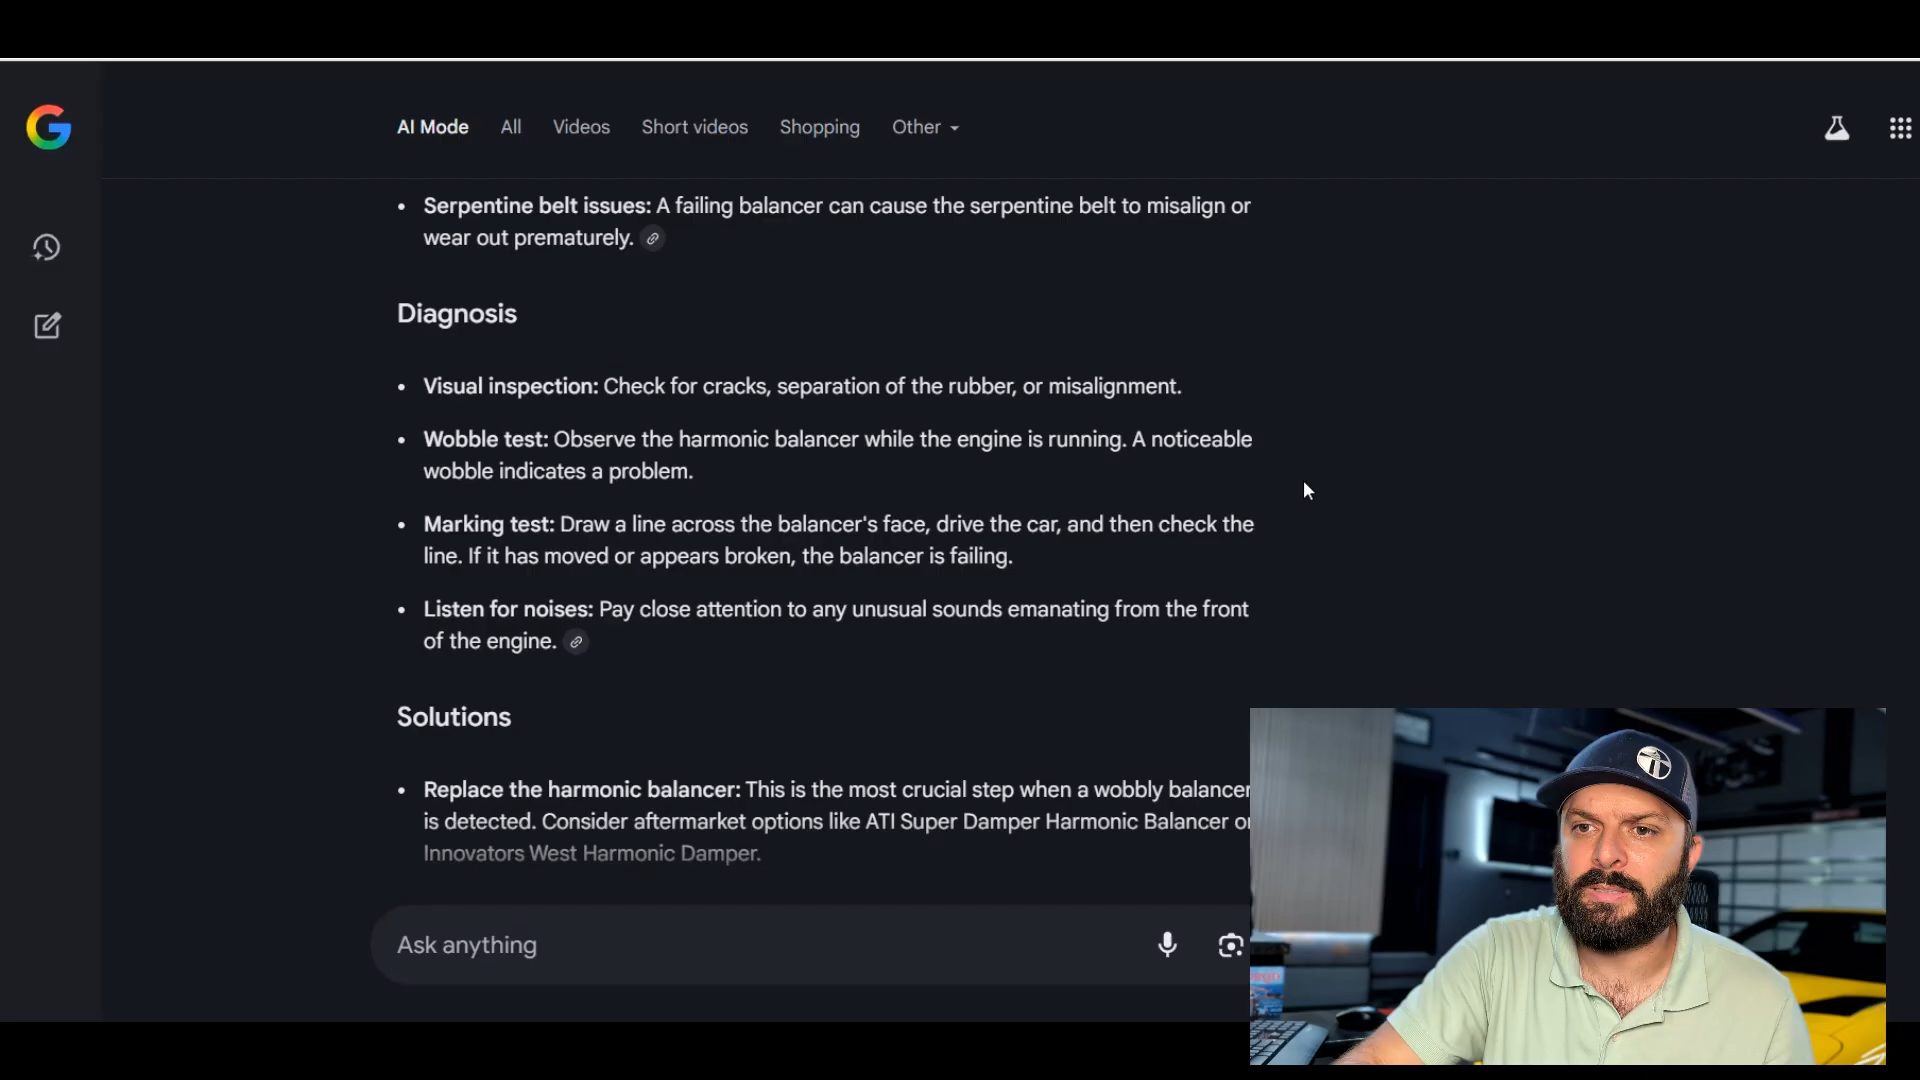 AI Mode All Videos Short videos Shopping Other
• Serpentine belt issues: A failing balancer can cause the serpentine belt to misalign or
wear out prematurely.
Diagnosis
• Visual inspection: Check for cracks, separation of the rubber, or misalignment.
• Wobble test: Observe the harmonic balancer while the engine is running. A noticeable
wobble indicates a problem.
• Marking test: Draw a line across the balancer's face, drive the car, and then check the
line. If it has moved or appears broken, the balancer is failing.
• Listen for noises: Pay close attention to any unusual sounds emanating from the front
of the engine.
Solutions
• Replace the harmonic balancer: This is the most crucial step when a wobbly balancer
is detected. Consider aftermarket options like ATI Super Damper Harmonic Balancer or
Innovators West Harmonic Damper.
Ask anything